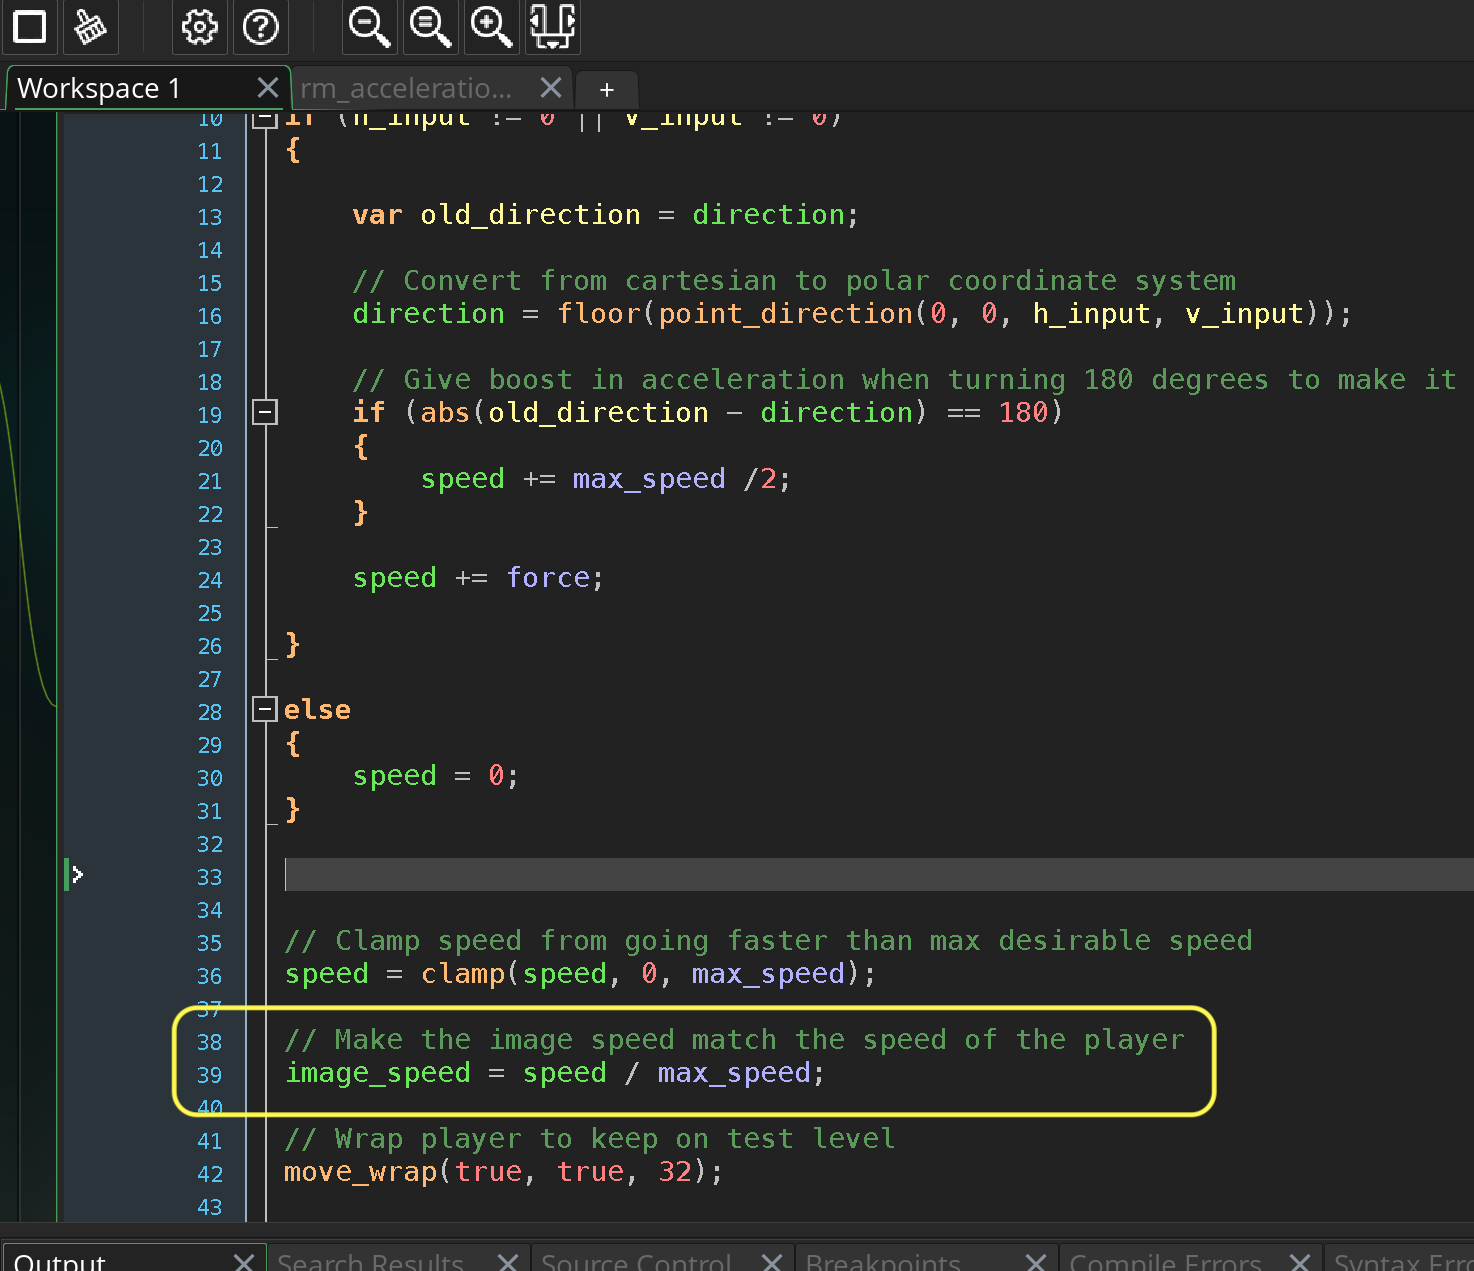 Workspace 1
rm_acceleratio...
+
10 if (h_input != 0 || v_input != 0)
11 {
12
13 var old_direction = direction;
14
15 // Convert from cartesian to polar coordinate system
16 direction = floor(point_direction(0, 0, h_input, v_input));
17
18 // Give boost in acceleration when turning 180 degrees to make it
19 if (abs(old_direction - direction) == 180)
20 {
21 speed += max_speed /2;
22 }
23
24 speed += force;
25
26 }
27
28 else
29 {
30 speed = 0;
31 }
32
33
34
35 // Clamp speed from going faster than max desirable speed
36 speed = clamp(speed, 0, max_speed);
37
38 // Make the image speed match the speed of the player
39 image_speed = speed / max_speed;
40
41 // Wrap player to keep on test level
42 move_wrap(true, true, 32);
43
Output Search Results Source Control Breakpoints Compile Errors Syntax Erro